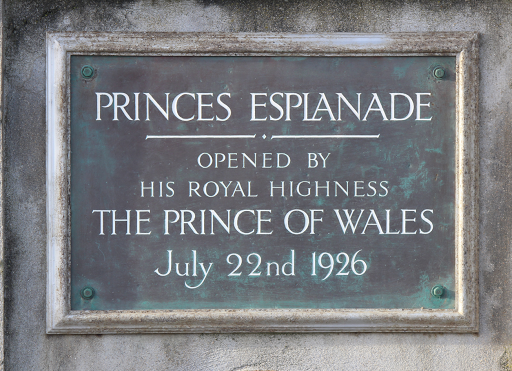 PRINCES ESPLANADE
OPENED BY
HIS ROYAL HIGHNESS
THE PRINCE OF WALES
July 22nd 1926